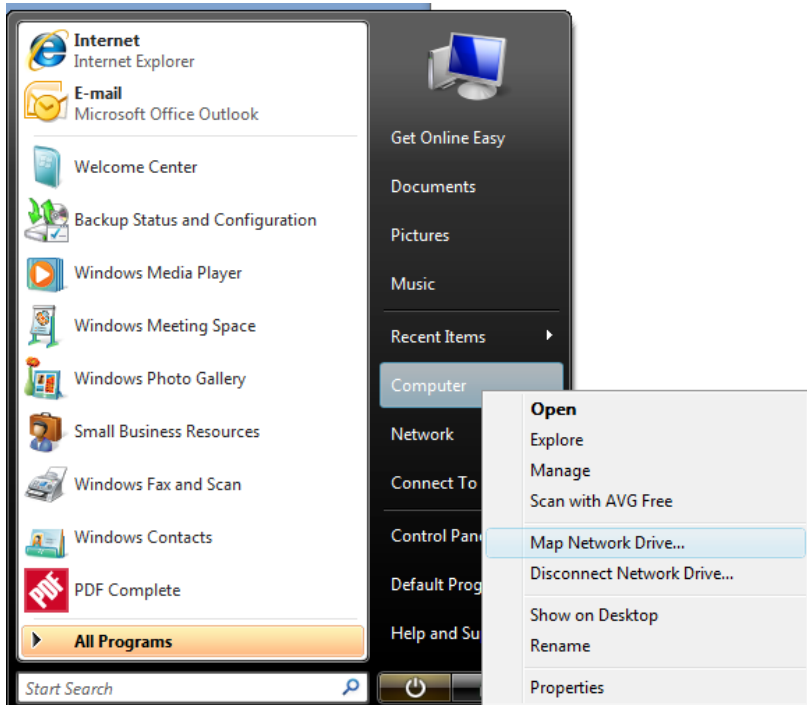 Internet
Internet Explorer
E-mail
Microsoft Office Outlook
Welcome Center
Backup Status and Configuration
Windows Media Player
Windows Meeting Space
Windows Photo Gallery
Small Business Resources
Windows Fax and Scan
Windows Contacts
PDF
PDF Complete
All Programs
Start Search
Get Online Easy
Documents
Pictures
Music
Recent Items
Computer
Network
Connect To
Control Pan
Default Prog
Help and Su
Open
Explore
Manage
Scan with AVG Free
Map Network Drive...
Disconnect Network Drive...
Show on Desktop
Rename
Properties